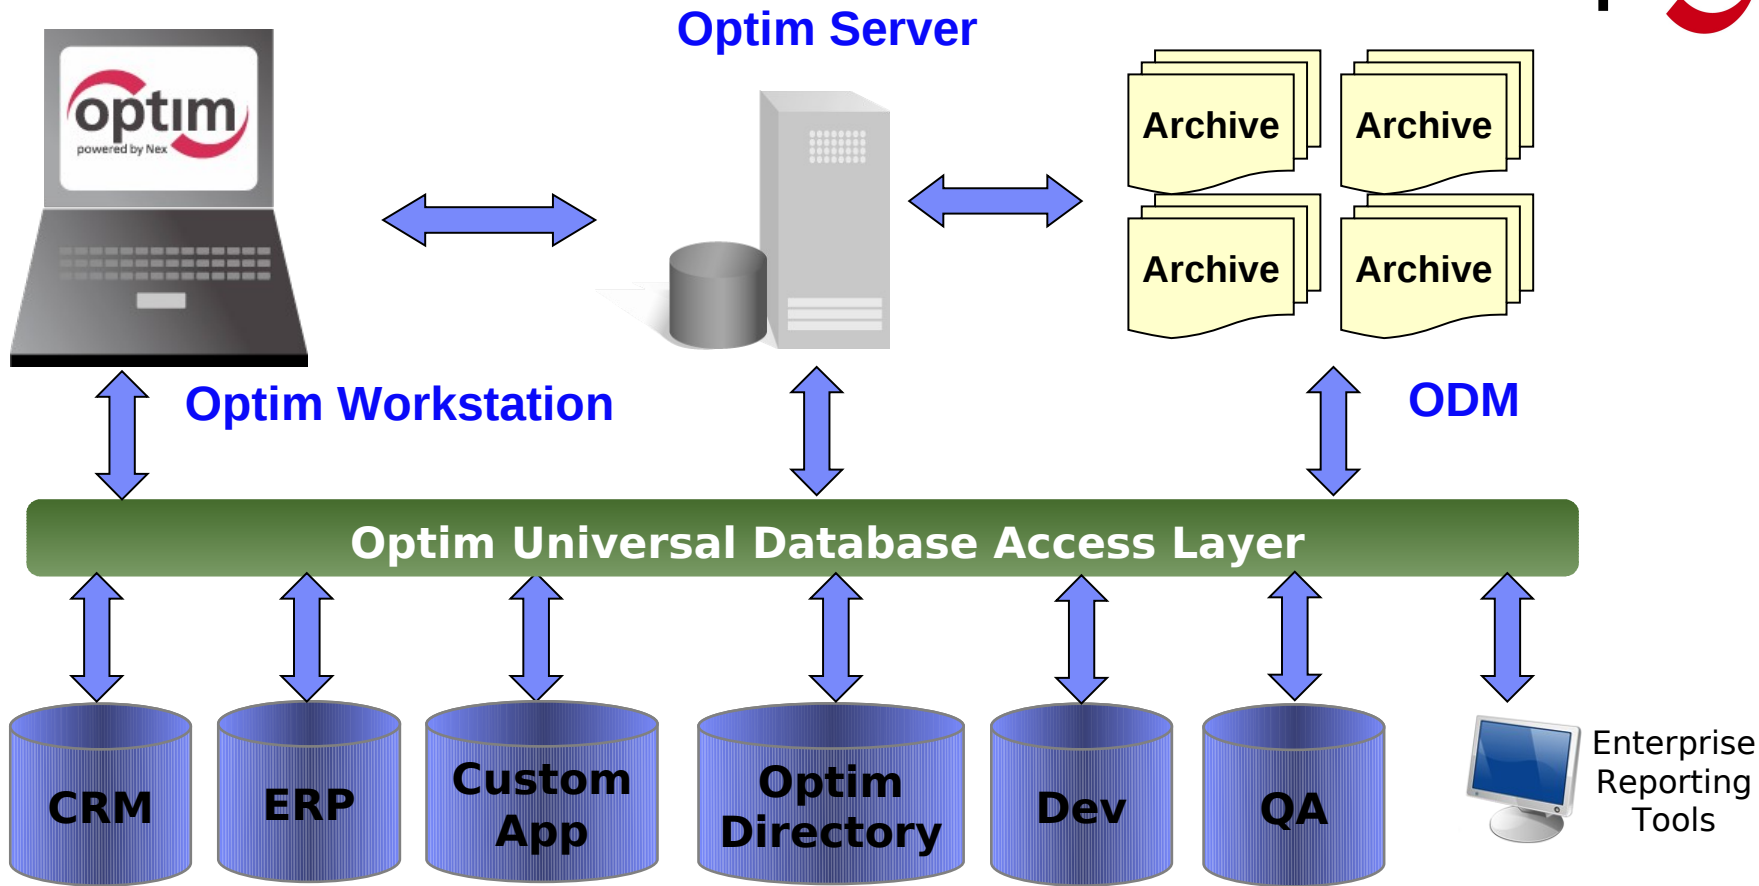 Optim Server
optim
powered by Nex
Archive
Archive
Archive
Archive
Optim Workstation
ODM
Optim Universal Database Access Layer
CRM
ERP
Custom
App
Optim
Directory
Dev
QA
Enterprise
Reporting
Tools